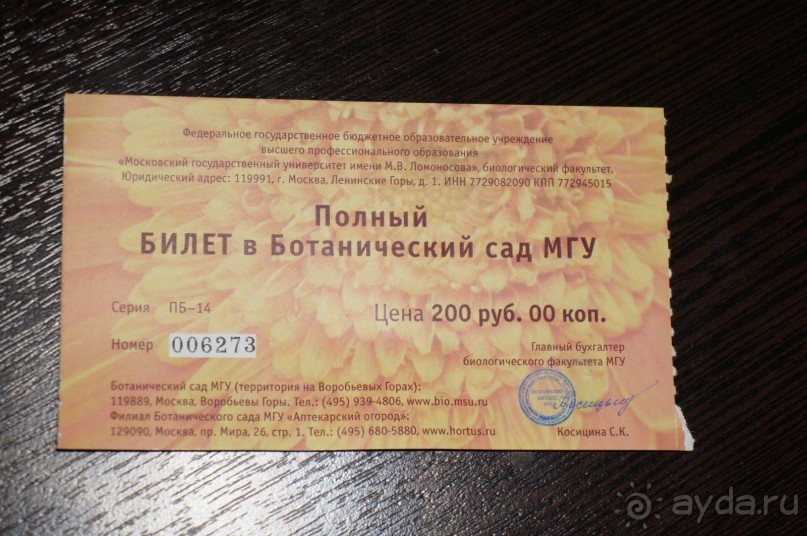 Федеральное государственное бюджетное образовательное учреждение
высшего профессионального образования
«Московский государственный университет имени М.В. Ломоносова», биологический факультет.
Юридический адрес: 119991, г. Москва, Ленинские Горы, д. 1. ИНН 7729082090 КПП 772945015
Полный
БИЛЕТ в Ботанический сад МГУ
Серия ПБ–14
Цена 200 руб. 00 коп.
Номер 006273
Главный бухгалтер
биологического факультета МГУ
Ботанический сад МГУ (территория на Воробьевых Горах):
119889, Москва, Воробьевы Горы. Тел.: (495) 939-4806, www.bio.msu.ru
Филиал Ботанического сада МГУ «Аптекарский огород»:
129090, Москва, пр. Мира, 26, стр. 1. Тел.: (495) 680-5880, www.hortus.ru
Косицина С.К.
ayda.ru